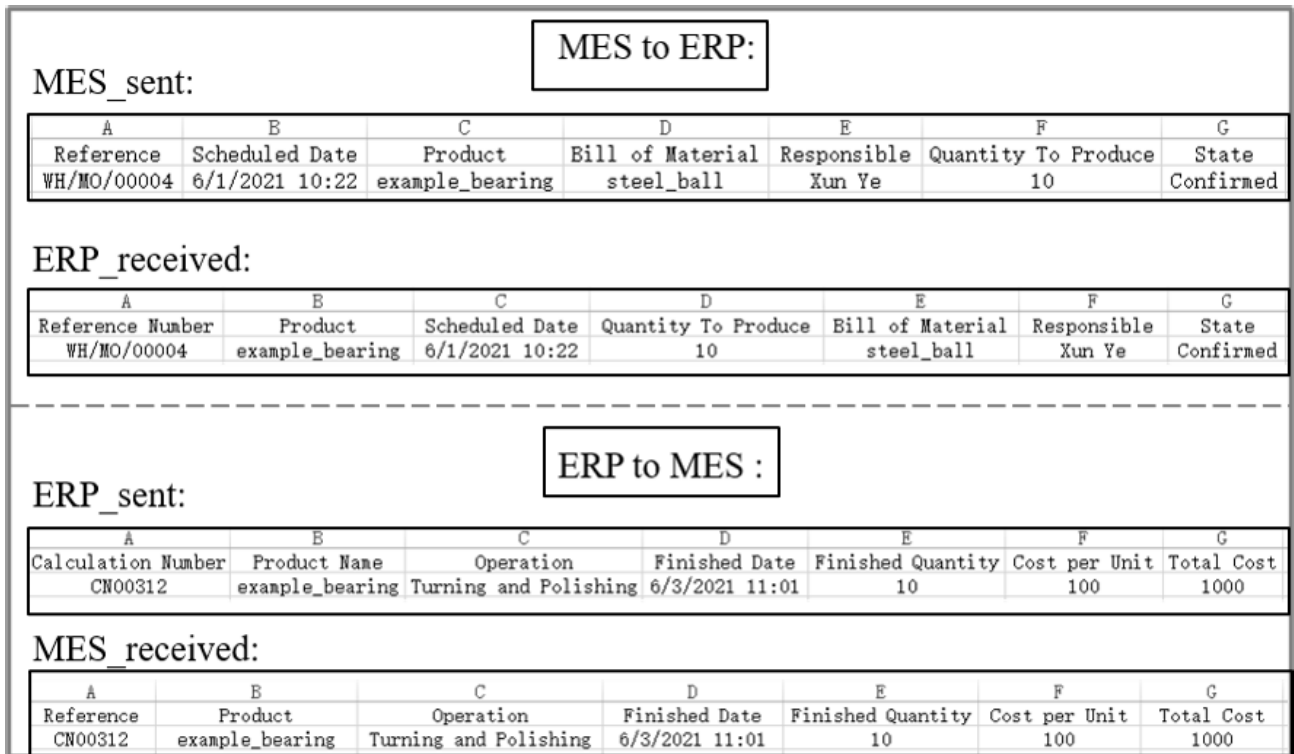 MES to ERP:
MES_sent:
A B C D E F G
Reference Scheduled Date Product Bill of Material Responsible Quantity To Produce State
WH/MO/00004 6/1/2021 10:22 example_bearing steel_ball Xun Ye 10 Confirmed
ERP_received:
A B C D E F G
Reference Number Product Scheduled Date Quantity To Produce Bill of Material Responsible State
WH/MO/00004 example_bearing 6/1/2021 10:22 10 steel_ball Xun Ye Confirmed
ERP to MES :
ERP_sent:
A B C D E F G
Calculation Number Product Name Operation Finished Date Finished Quantity Cost per Unit Total Cost
CN00312 example_bearing Turning and Polishing 6/3/2021 11:01 10 100 1000
MES_received:
A B C D E F G
Reference Product Operation Finished Date Finished Quantity Cost per Unit Total Cost
CN00312 example_bearing Turning and Polishing 6/3/2021 11:01 10 100 1000